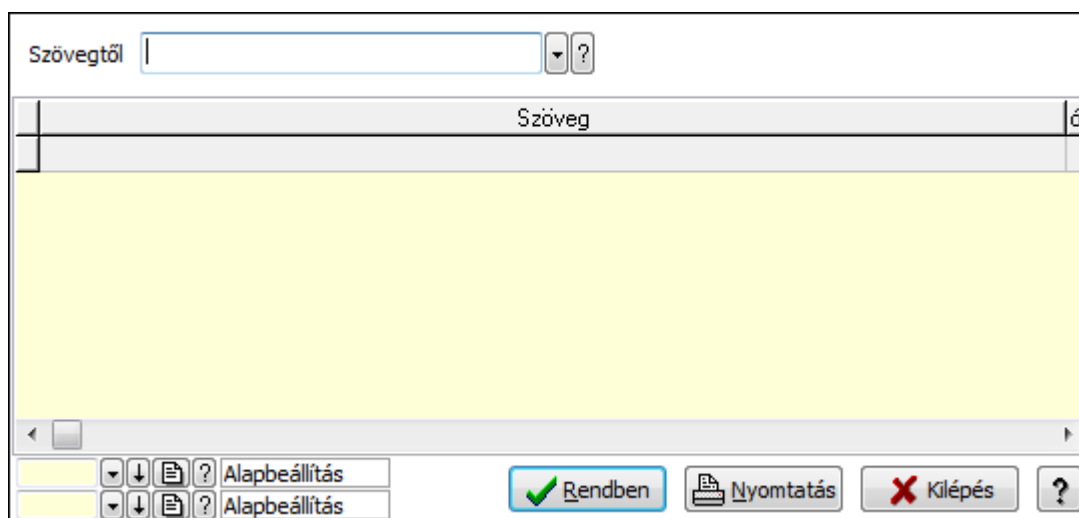 Szövegtől ?
Szöveg
? Alapbeállítás
? Alapbeállítás
Rendben Nyomtatás Kilépés ?